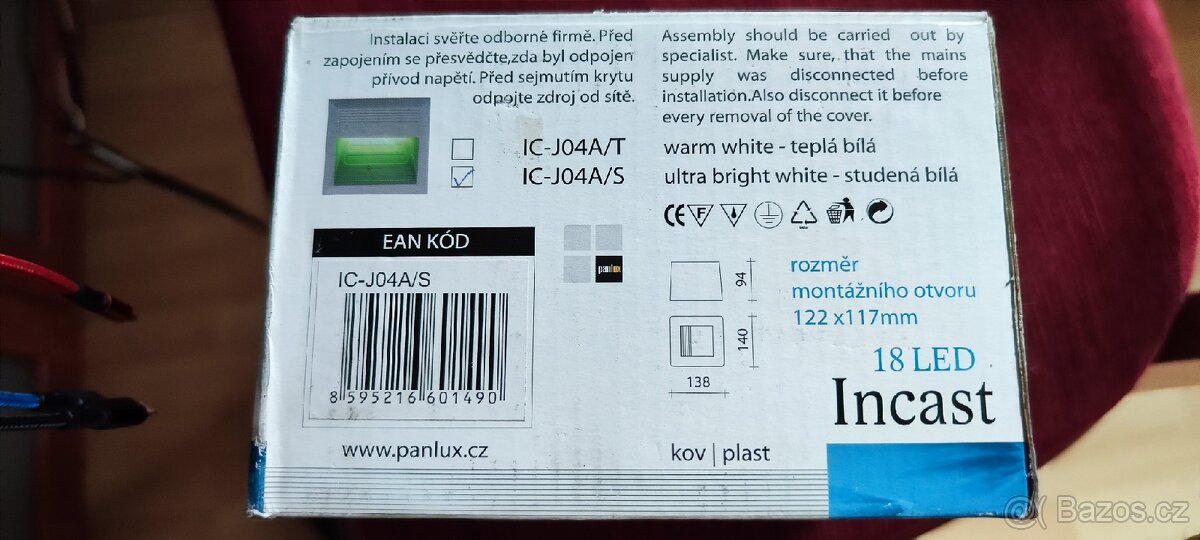 Instalaci svěřte odborné firmě. Před
zapojením se přesvědčte,zda byl odpojen
přívod napětí. Před sejmutím krytu
odpojte zdroj od sítě.
Assembly should be carried out by
specialist. Make sure, that the mains
supply was disconnected before
installation.Also disconnect it before
every removal of the cover.
IC-J04A/T
warm white - teplá bílá
IC-J04A/S
ultra bright white - studená bílá
CE F
EAN KÓD
IC-J04A/S
8 595216 601490
panlux
94
140
138
rozměr
montážního otvoru
122 x117mm
18 LED
Incast
www.panlux.cz
kov | plast
Bazos.cz